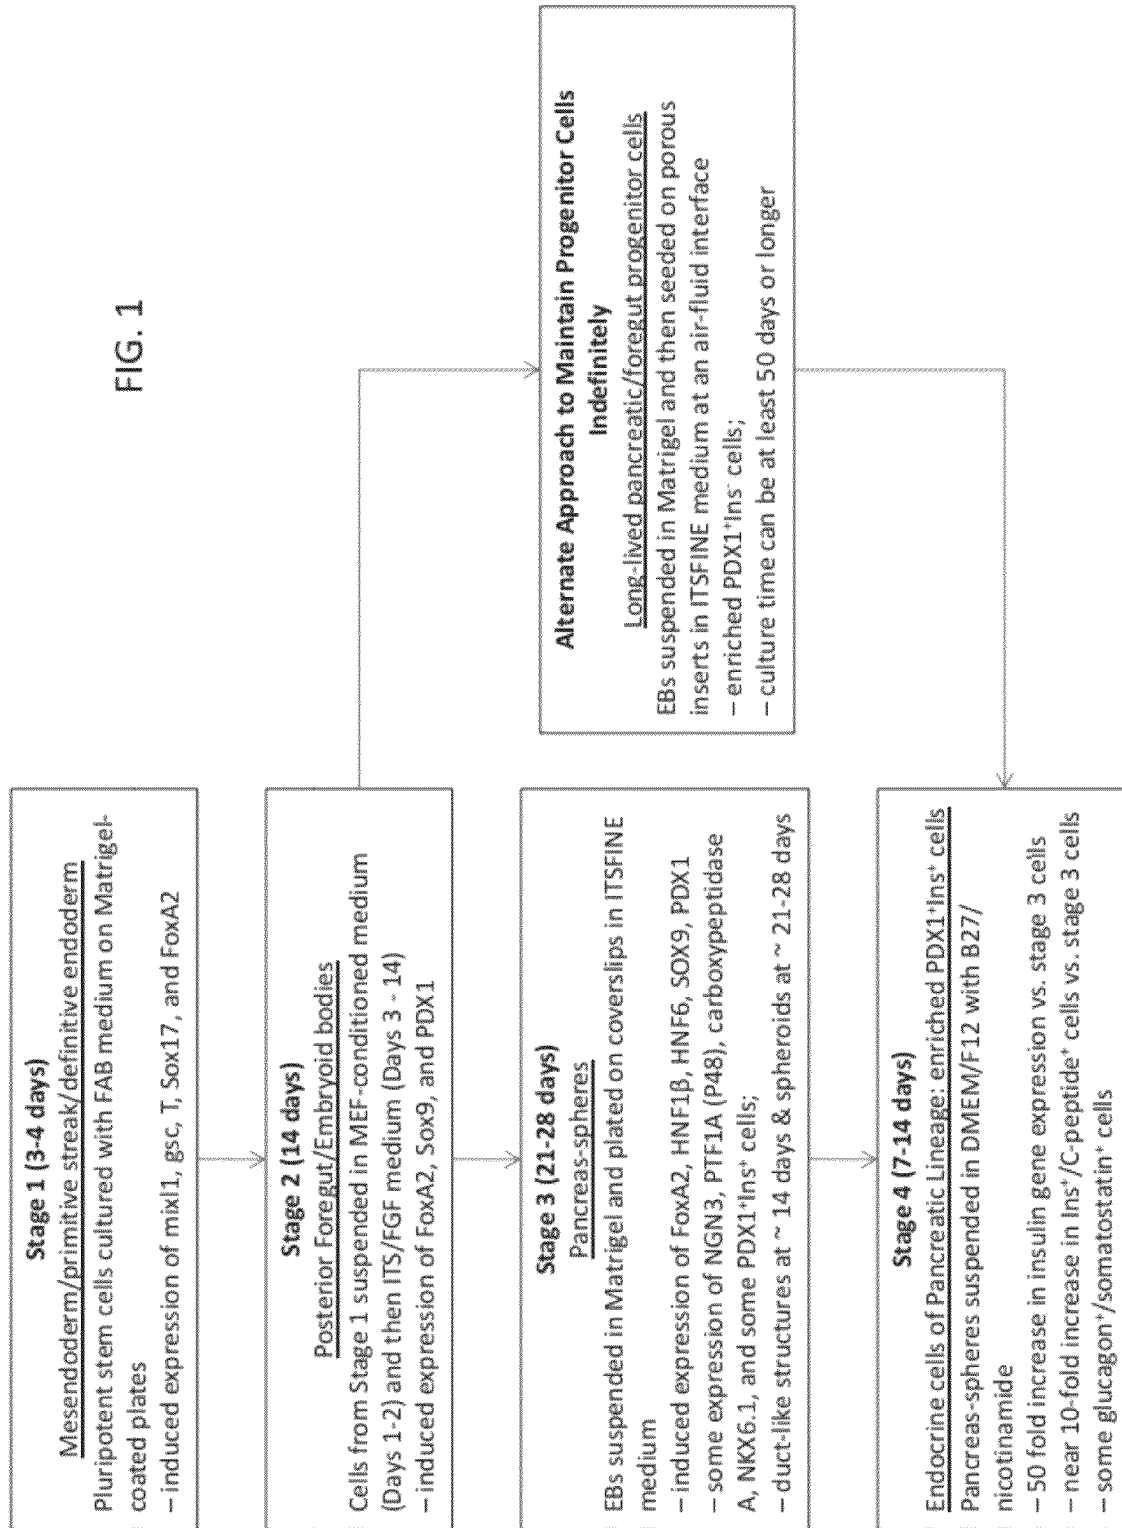 FIG. 1
Stage 1 (3-4 days)
Mesendoderm/primitive streak/definitive endoderm
Pluripotent stem cells cultured with FAB medium on Matrigel-
coated plates
– induced expression of mixl1, gsc, T, Sox17, and FoxA2
Stage 2 (14 days)
Posterior Foregut/Embryoid bodies
Cells from Stage 1 suspended in MEF-conditioned medium
(Days 1-2) and then ITS/FGF medium (Days 3 - 14)
– induced expression of FoxA2, Sox9, and PDX1
Alternate Approach to Maintain Progenitor Cells
Indefinitely
Long-lived pancreatic/foregut progenitor cells
EBs suspended in Matrigel and then seeded on porous
inserts in ITSFINE medium at an air-fluid interface
– enriched PDX1⁺Ins⁻ cells;
– culture time can be at least 50 days or longer
Stage 3 (21-28 days)
Pancreas-spheres
EBs suspended in Matrigel and plated on coverslips in ITSFINE
medium
– induced expression of FoxA2, HNF1β, HNF6, SOX9, PDX1
– some expression of NGN3, PTF1A (P48), carboxypeptidase
A, NKX6.1, and some PDX1⁺Ins⁺ cells;
– duct-like structures at ~ 14 days & spheroids at ~ 21-28 days
Stage 4 (7-14 days)
Endocrine cells of Pancreatic Lineage: enriched PDX1⁺Ins⁺ cells
Pancreas-spheres suspended in DMEM/F12 with B27/
nicotinamide
– 50 fold increase in insulin gene expression vs. stage 3 cells
– near 10-fold increase in Ins⁺/C-peptide⁺ cells vs. stage 3 cells
– some glucagon⁺/somatostatin⁺ cells